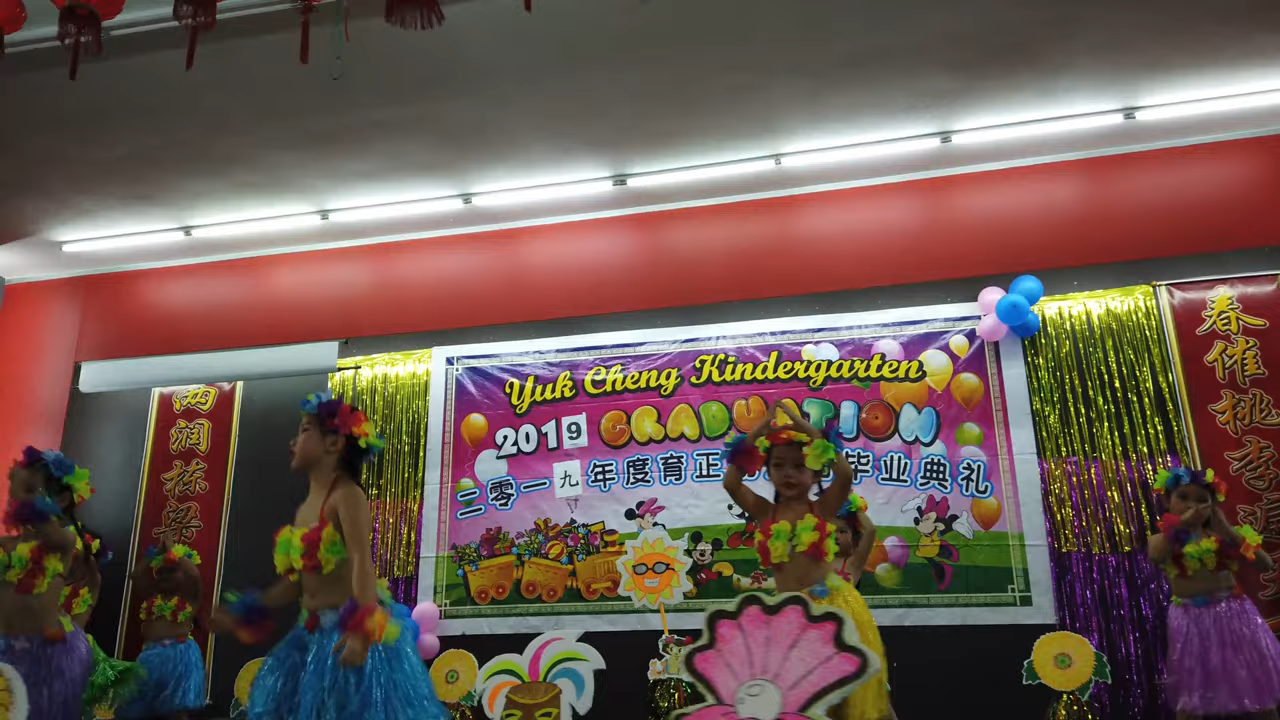 Yuk Cheng Kindergarten
2019 GRADUATION
二零一九年度育正 毕业典礼
雨润栋梁
春催桃李